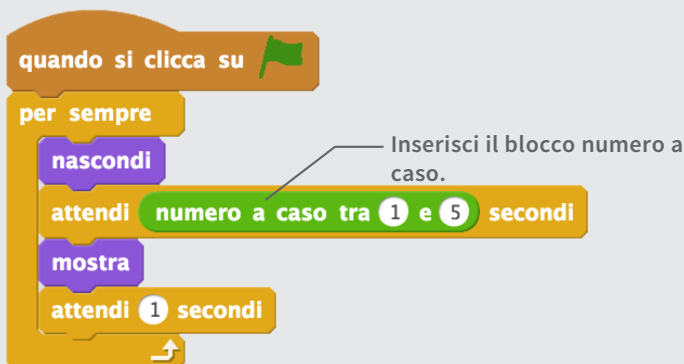 quando si clicca su
per sempre
nascondi
Inserisci il blocco numero a
caso.
attendi numero a caso tra 1 e 5 secondi
mostra
attendi 1 secondi